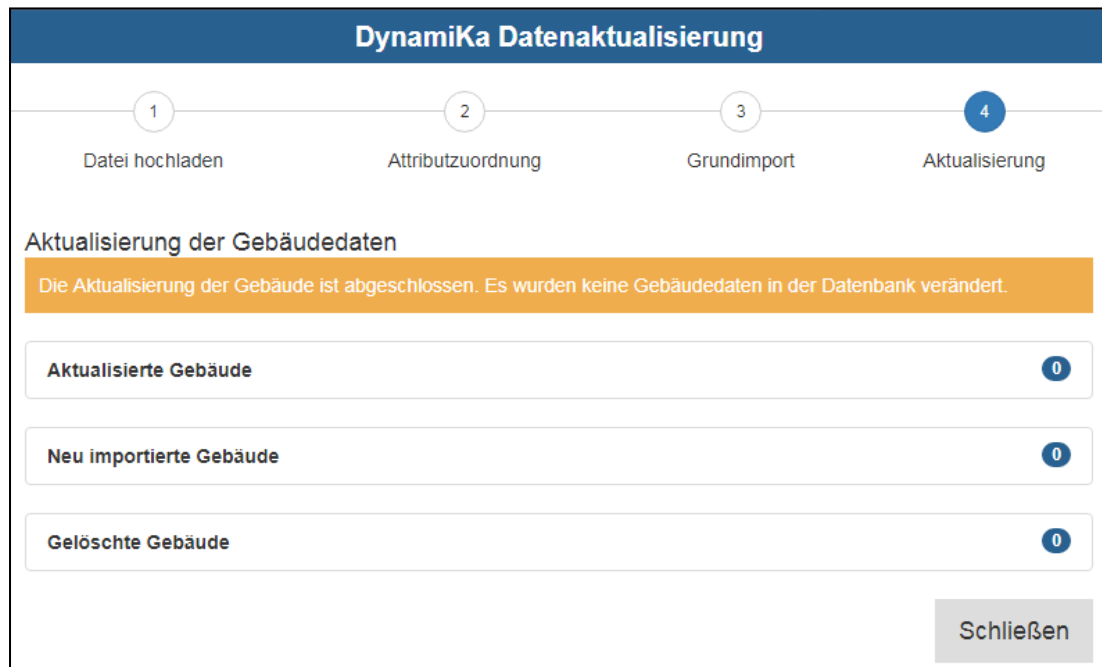 DynamiKa Datenaktualisierung
1 2 3 4
Datei hochladen Attributzuordnung Grundimport Aktualisierung
Aktualisierung der Gebäudedaten
Die Aktualisierung der Gebäude ist abgeschlossen. Es wurden keine Gebäudedaten in der Datenbank verändert.
Aktualisierte Gebäude 0
Neu importierte Gebäude 0
Gelöschte Gebäude 0
Schließen